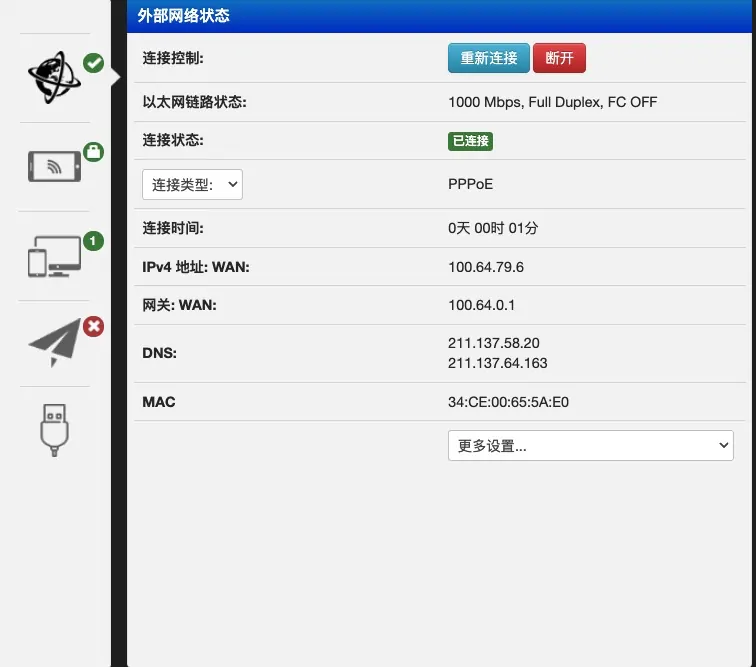 外部网络状态
连接控制: 重新连接 断开
以太网链路状态: 1000 Mbps, Full Duplex, FC OFF
连接状态: 已连接
连接类型: PPPoE
1
连接时间: 0天 00时 01分
IPv4 地址: WAN: 100.64.79.6
网关: WAN: 100.64.0.1
DNS: 211.137.58.20
211.137.64.163
MAC 34:CE:00:65:5A:E0
更多设置...